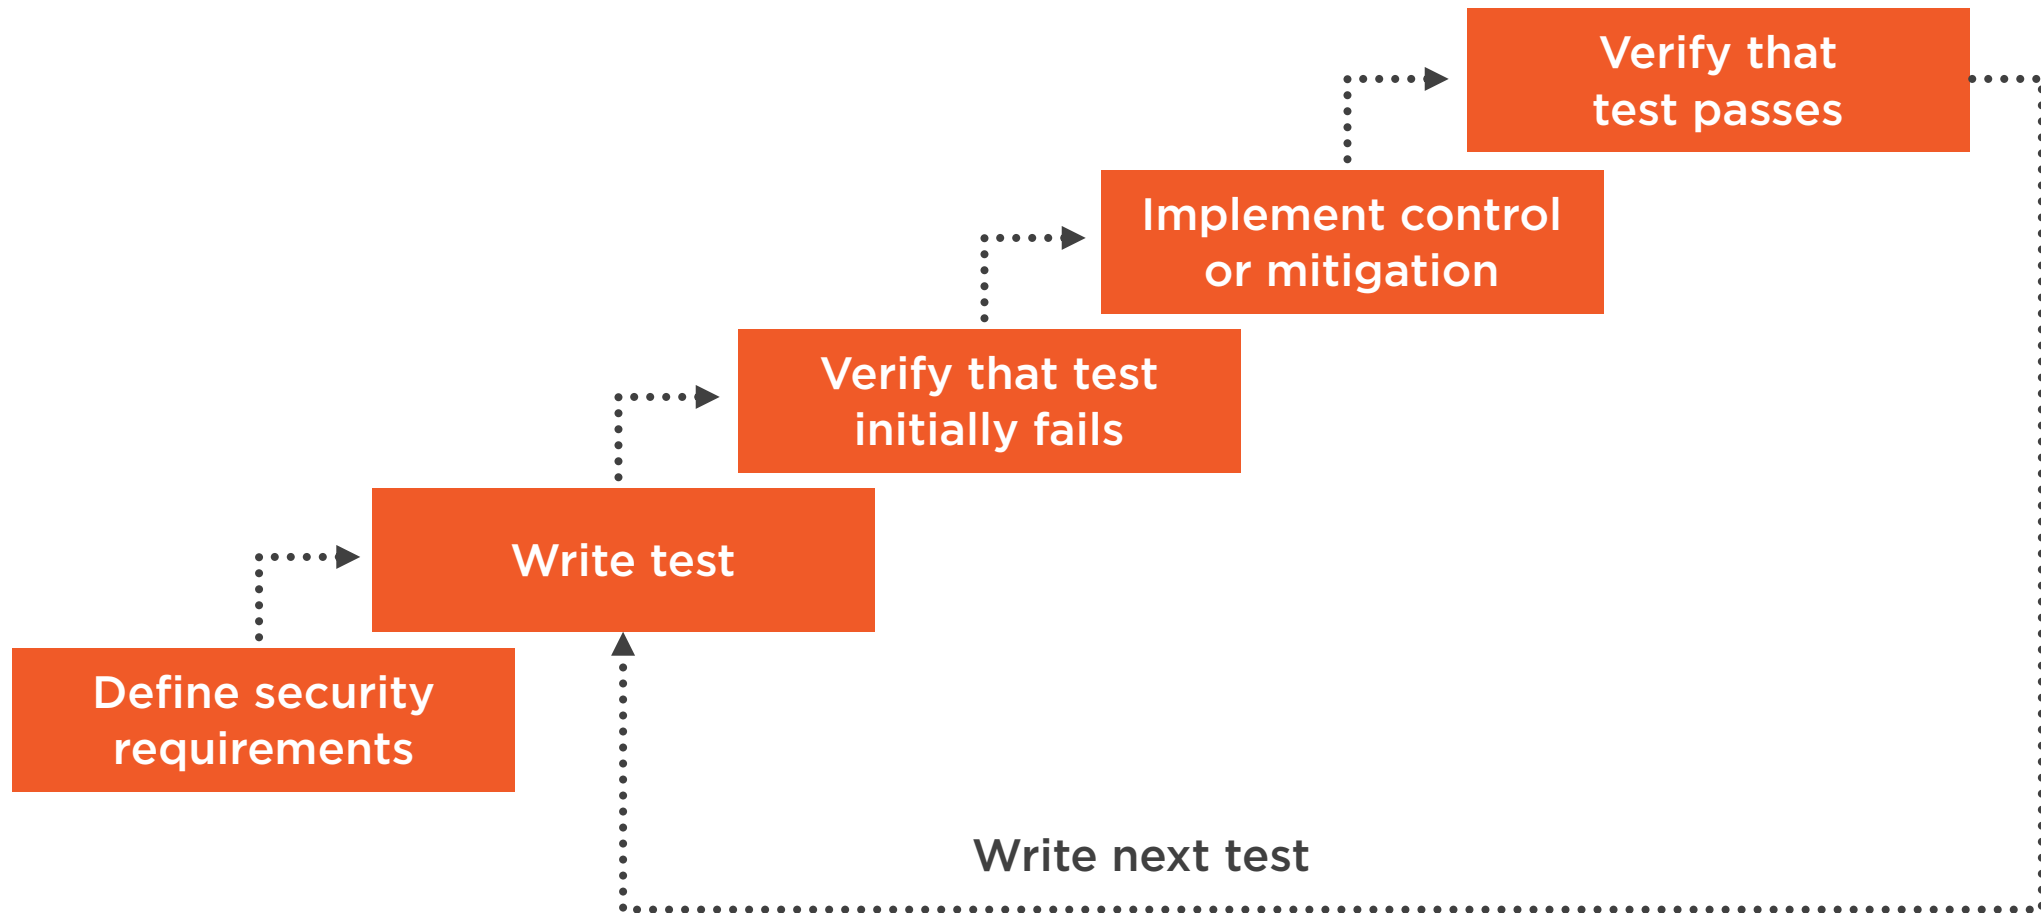 Verify that
test passes
Implement control
or mitigation
Verify that test
initially fails
Write test
Define security
requirements
Write next test